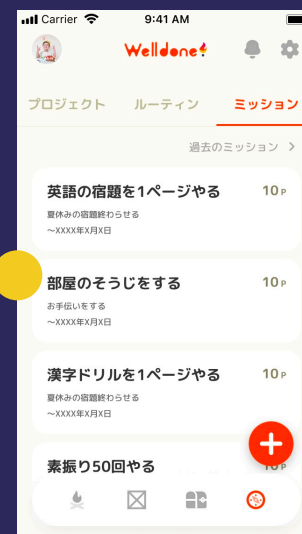 Carrier 9:41 AM
Welldone!
プロジェクト ルーティン ミッション
過去のミッション
英語の宿題を1ページやる 10P
夏休みの宿題終わらせる
〜XXXX年X月X日
部屋のそうじをする 10P
お手伝いをする
〜XXXX年X月X日
漢字ドリルを1ページやる 10P
夏休みの宿題終わらせる
〜XXXX年X月X日
素振り50回やる 10P